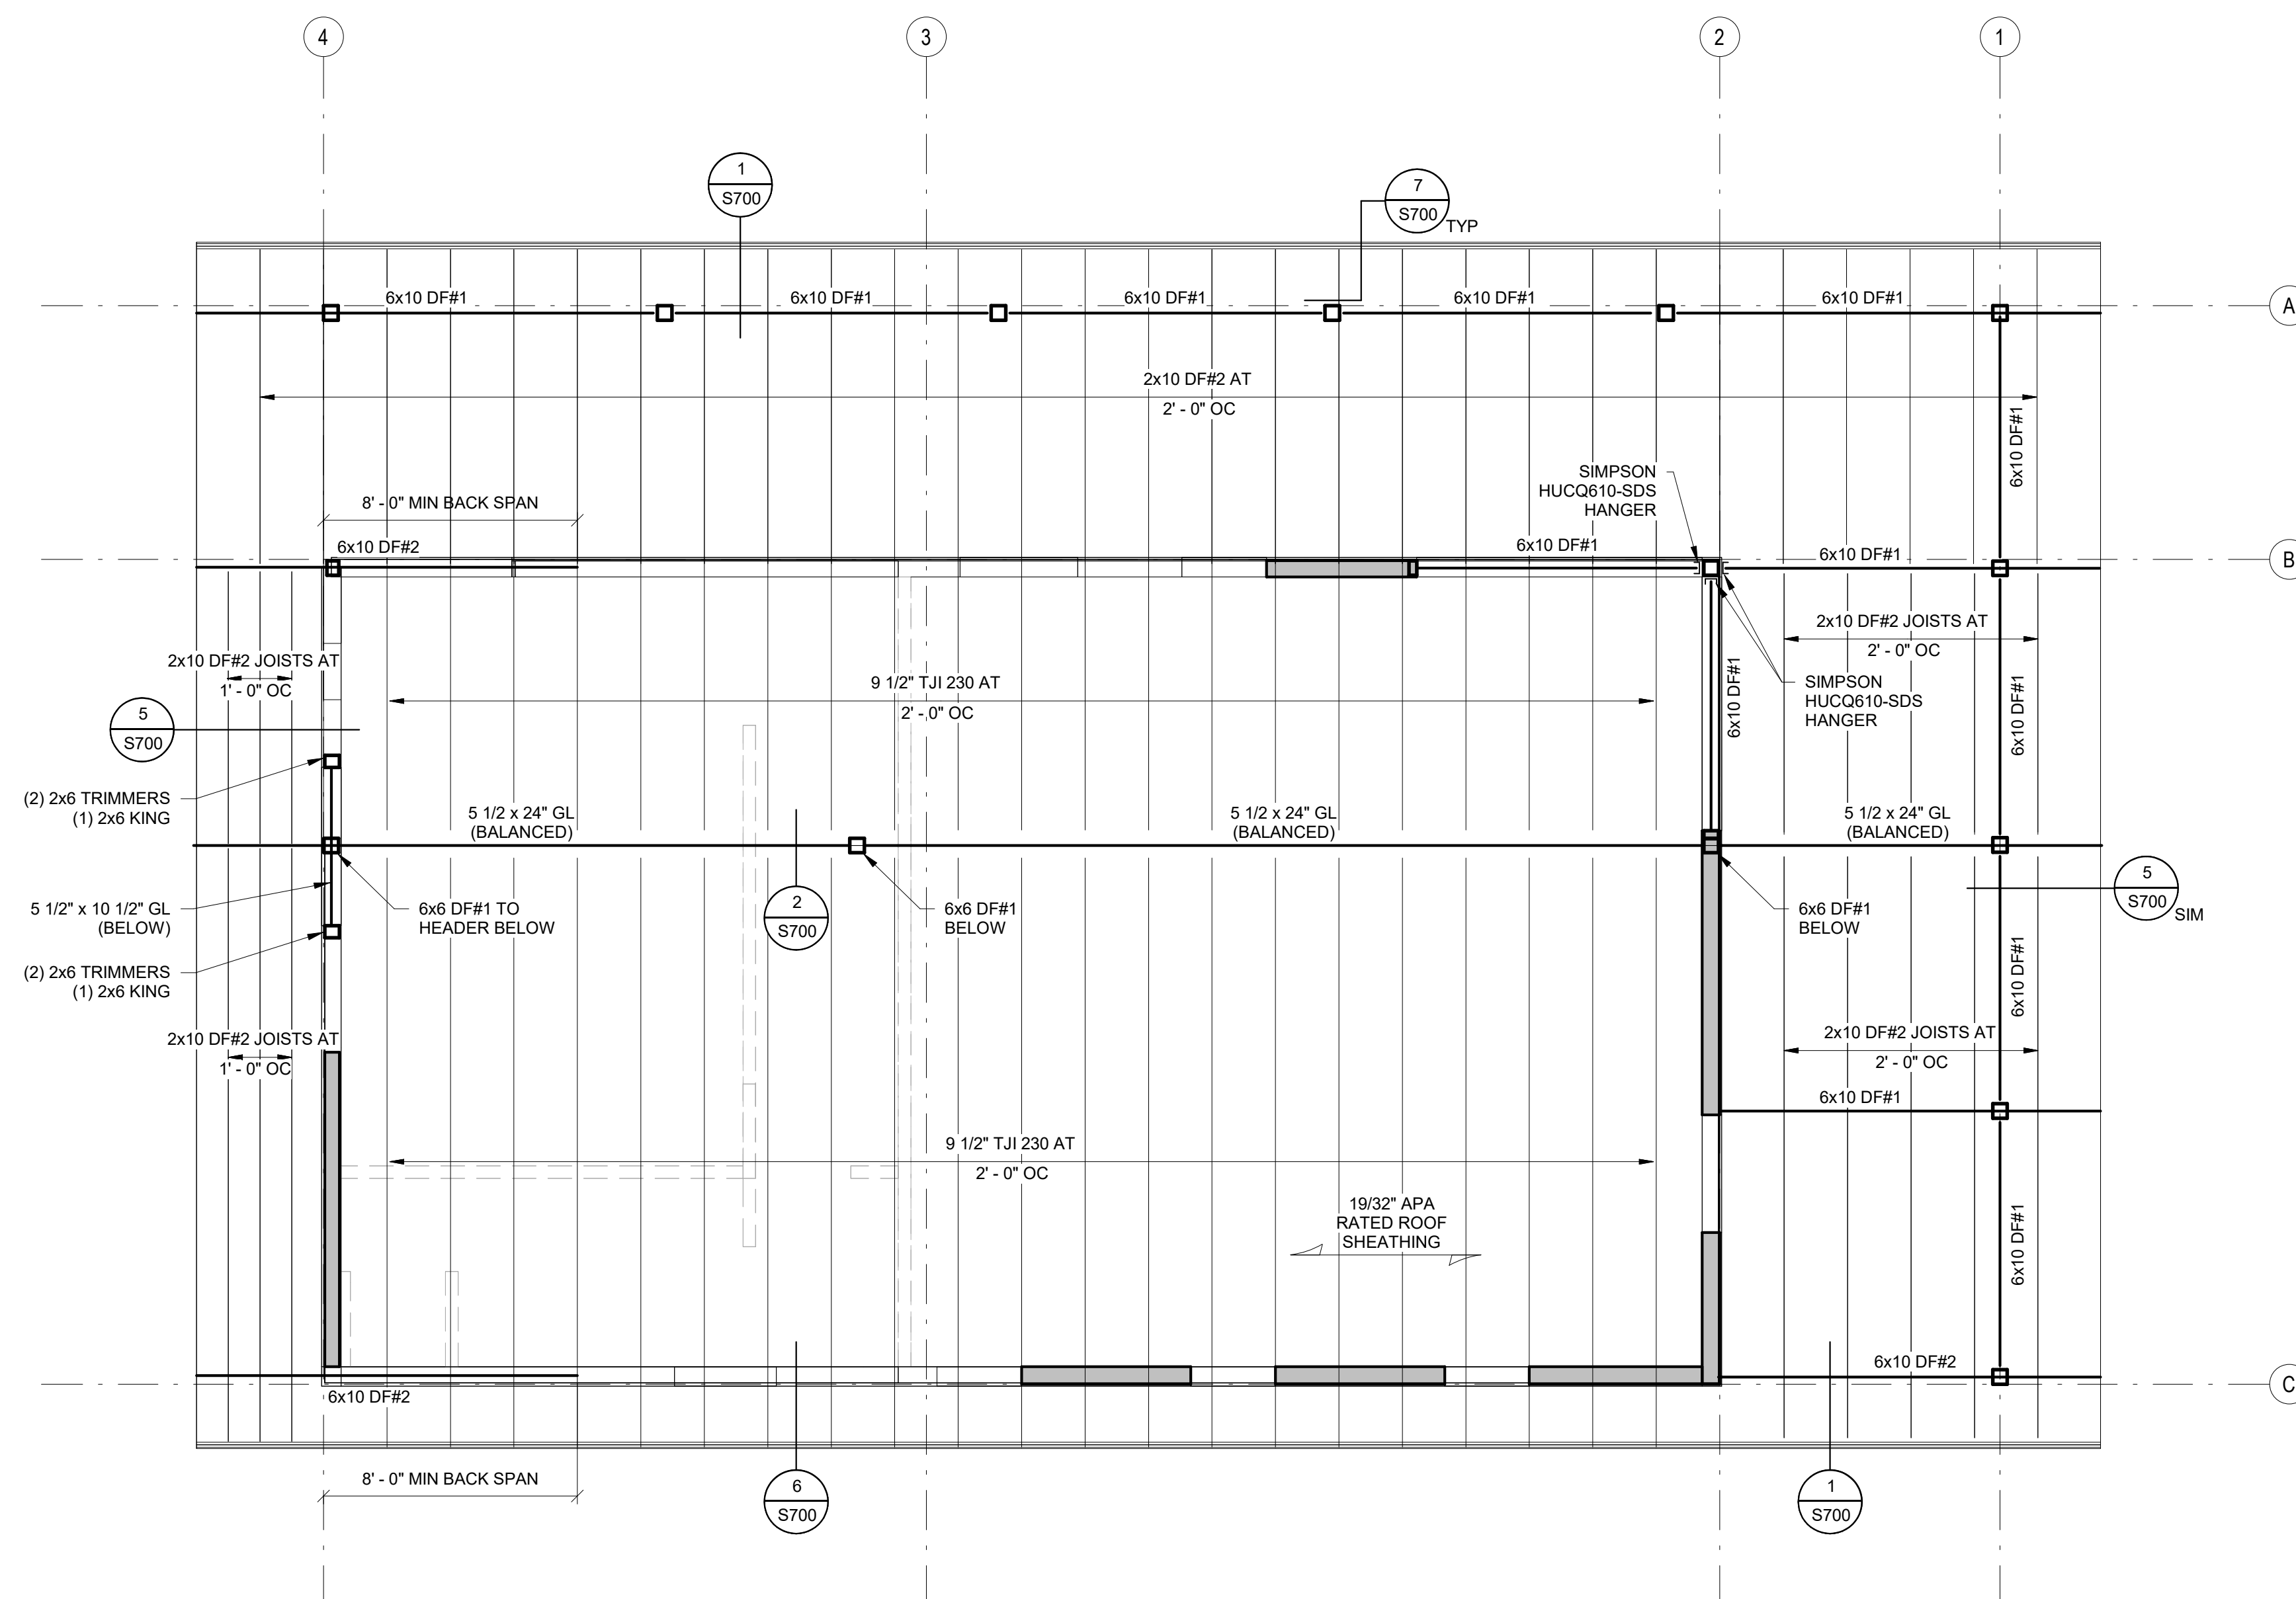 4
3
2
1
1
S700
7
S700
TYP
6x10 DF#1
6x10 DF#1
6x10 DF#1
6x10 DF#1
6x10 DF#1
A
2x10 DF#2 AT
2' - 0" OC
6x10 DF#1
SIMPSON
HUCQ610-SDS
HANGER
8' - 0" MIN BACK SPAN
6x10 DF#2
6x10 DF#1
6x10 DF#1
B
2x10 DF#2 JOISTS AT
1' - 0" OC
2x10 DF#2 JOISTS AT
2' - 0" OC
9 1/2" TJI 230 AT
2' - 0" OC
6x10 DF#1
SIMPSON
HUCQ610-SDS
HANGER
6x10 DF#1
5
S700
(2) 2x6 TRIMMERS
(1) 2x6 KING
5 1/2 x 24" GL
(BALANCED)
5 1/2 x 24" GL
(BALANCED)
5 1/2 x 24" GL
(BALANCED)
5 1/2" x 10 1/2" GL
(BELOW)
6x6 DF#1 TO
HEADER BELOW
2
S700
6x6 DF#1
BELOW
6x6 DF#1
BELOW
5
S700
SIM
(2) 2x6 TRIMMERS
(1) 2x6 KING
6x10 DF#1
2x10 DF#2 JOISTS AT
1' - 0" OC
2x10 DF#2 JOISTS AT
2' - 0" OC
6x10 DF#1
9 1/2" TJI 230 AT
2' - 0" OC
19/32" APA
RATED ROOF
SHEATHING
6x10 DF#1
6x10 DF#2
6x10 DF#2
C
8' - 0" MIN BACK SPAN
6
S700
1
S700